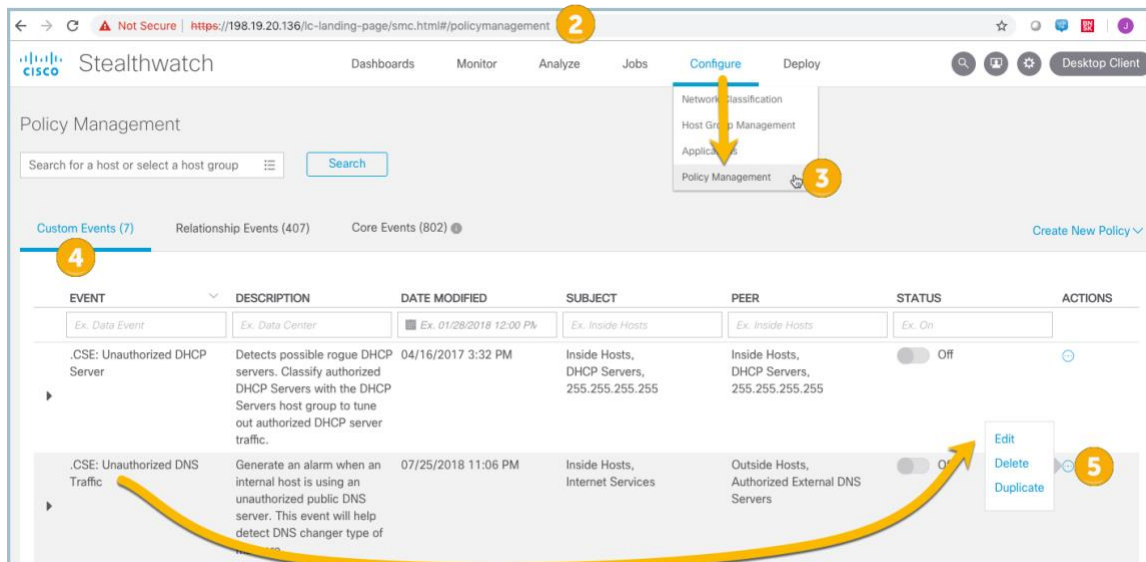 Not Secure | https://198.19.20.136/lc-landing-page/smc.html#/policymanagement
2
CISCO
Stealthwatch
Dashboards Monitor Analyze Jobs Configure Deploy
Desktop Client
Network Classification
Host Group Management
Applications
Policy Management
3
Policy Management
Search for a host or select a host group
Search
Custom Events (7) Relationship Events (407) Core Events (802)
Create New Policy
4
EVENT DESCRIPTION DATE MODIFIED SUBJECT PEER STATUS ACTIONS
Ex. Data Event Ex. Data Center Ex. 01/28/2018 12:00 PM Ex. Inside Hosts Ex. Inside Hosts Ex. On
.CSE: Unauthorized DHCP
Server
Detects possible rogue DHCP
servers. Classify authorized
DHCP Servers with the DHCP
Servers host group to tune
out authorized DHCP server
traffic.
04/16/2017 3:32 PM
Inside Hosts,
DHCP Servers,
255.255.255.255
Inside Hosts,
DHCP Servers,
255.255.255.255
Off
.CSE: Unauthorized DNS
Traffic
Generate an alarm when an
internal host is using an
unauthorized public DNS
server. This event will help
detect DNS changer type of
07/25/2018 11:06 PM
Inside Hosts,
Internet Services
Outside Hosts,
Authorized External DNS
Servers
Edit
Delete
Duplicate
5